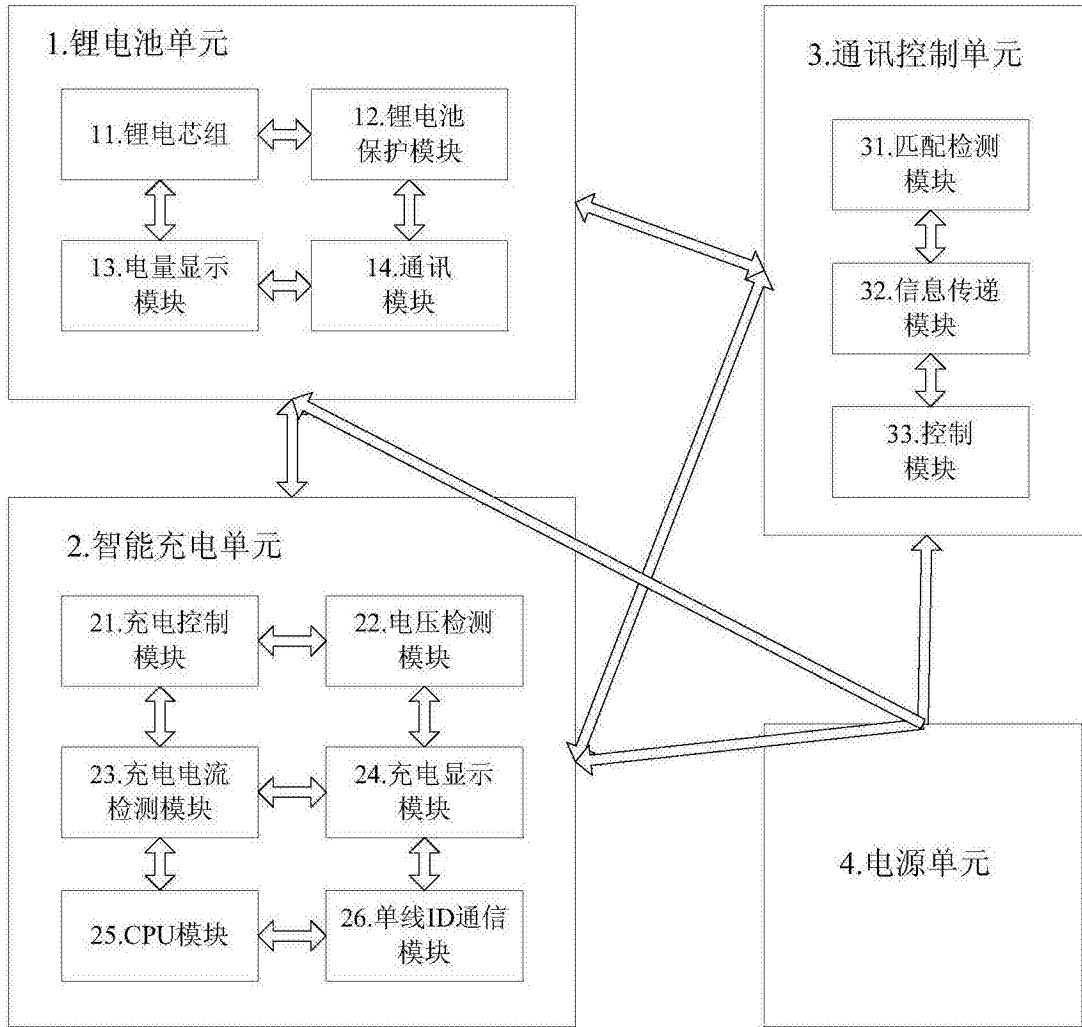 1.锂电池单元
11.锂电芯组
12.锂电池
保护模块
13.电量显示
模块
14.通讯
模块
2.智能充电单元
21.充电控制
模块
22.电压检测
模块
23.充电电流
检测模块
24.充电显示
模块
25.CPU模块
26.单线ID通信
模块
3.通讯控制单元
31.匹配检测
模块
32.信息传递
模块
33.控制
模块
4.电源单元